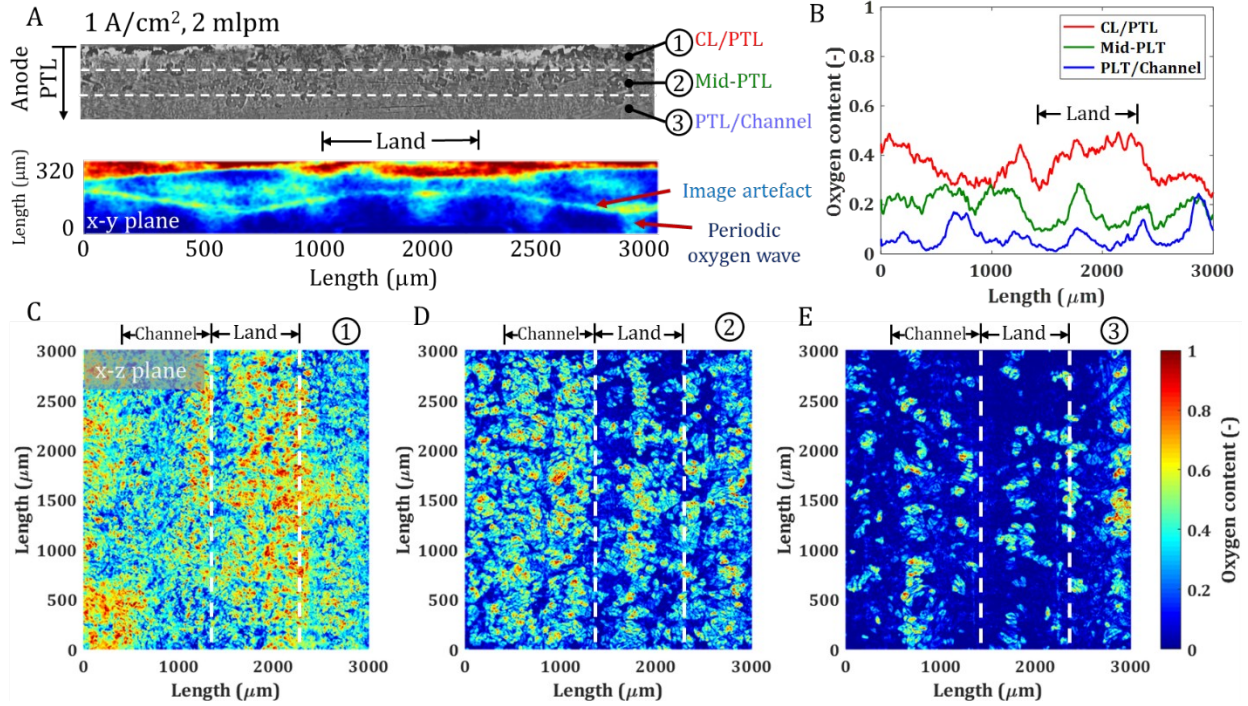 A
1 A/cm², 2 mlpm
Anode
PTL
① CL/PTL
② Mid-PTL
③ PTL/Channel
Land
Length (μm)
320
0
x-y plane
Image artefact
Periodic
oxygen wave
0 500 1000 1500 2000 2500 3000
Length (μm)
B
Oxygen content (-)
1
0.8
0.6
0.4
0.2
0
CL/PTL
Mid-PLT
PLT/Channel
Land
0 1000 2000 3000
Length (μm)
C
Channel Land ①
x-z plane
Length (μm)
3000
2500
2000
1500
1000
500
0
0 1000 2000 3000
Length (μm)
D
Channel Land ②
Length (μm)
3000
2500
2000
1500
1000
500
0
0 1000 2000 3000
Length (μm)
E
Channel Land ③
Length (μm)
3000
2500
2000
1500
1000
500
0
0 1000 2000 3000
Length (μm)
1
0.8
0.6
0.4
0.2
0
Oxygen content (-)